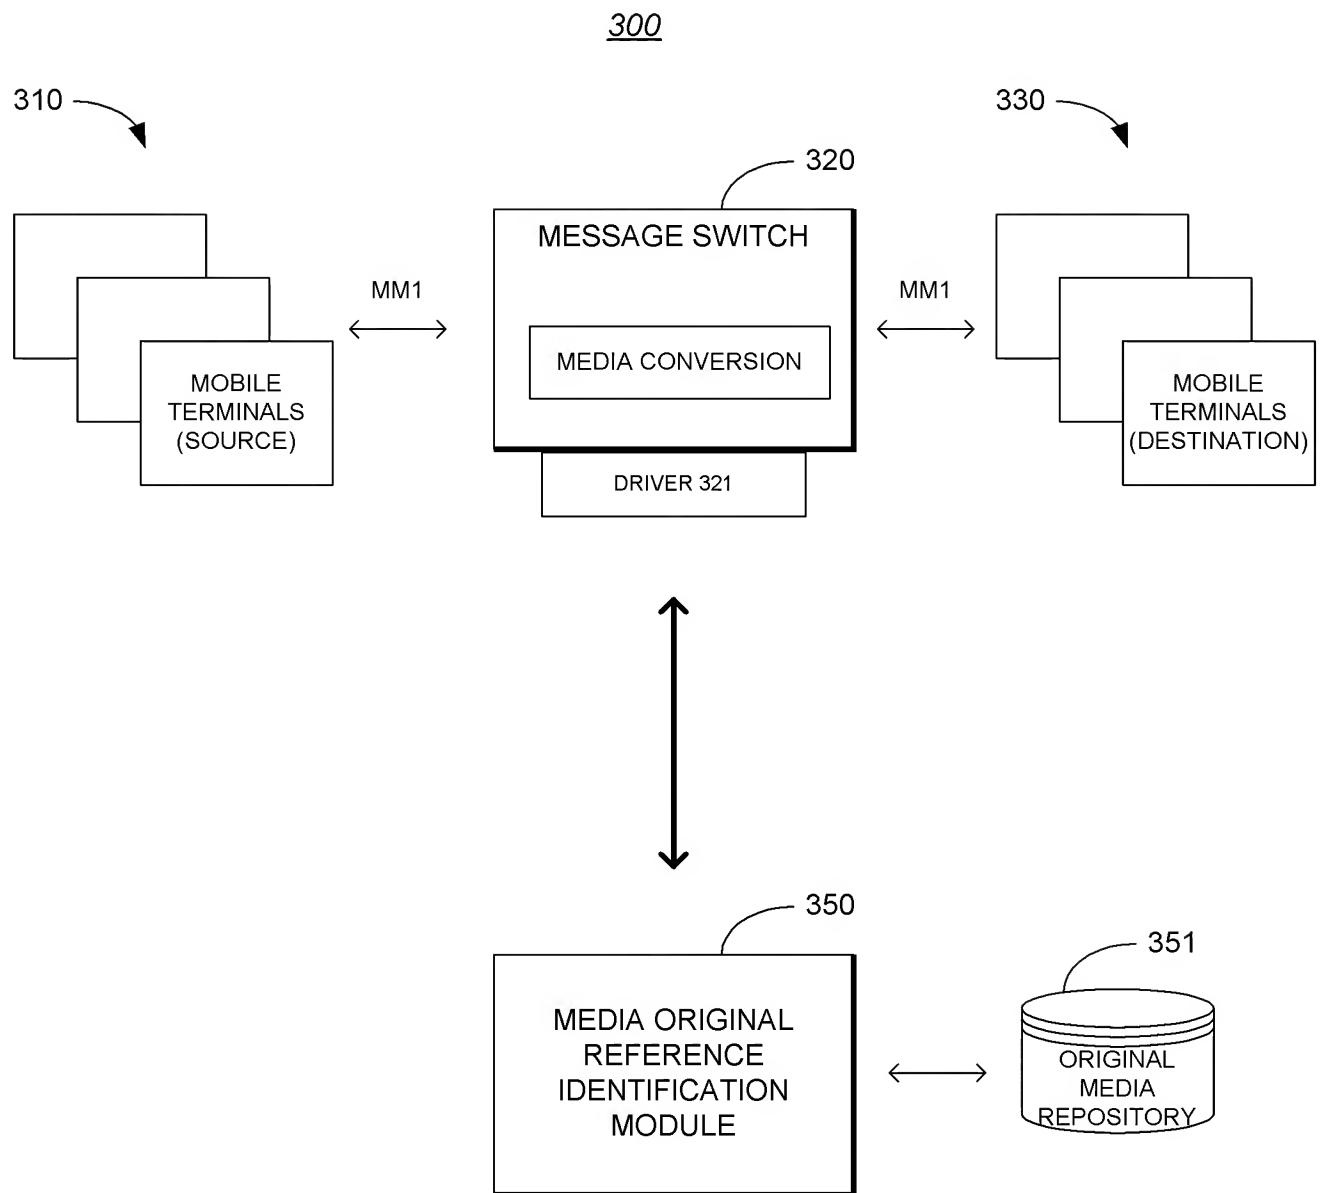 300
310
330
320
MESSAGE SWITCH
MM1
MM1
MEDIA CONVERSION
MOBILE
TERMINALS
(SOURCE)
MOBILE
TERMINALS
(DESTINATION)
DRIVER 321
350
351
MEDIA ORIGINAL
REFERENCE
IDENTIFICATION
MODULE
ORIGINAL
MEDIA
REPOSITORY